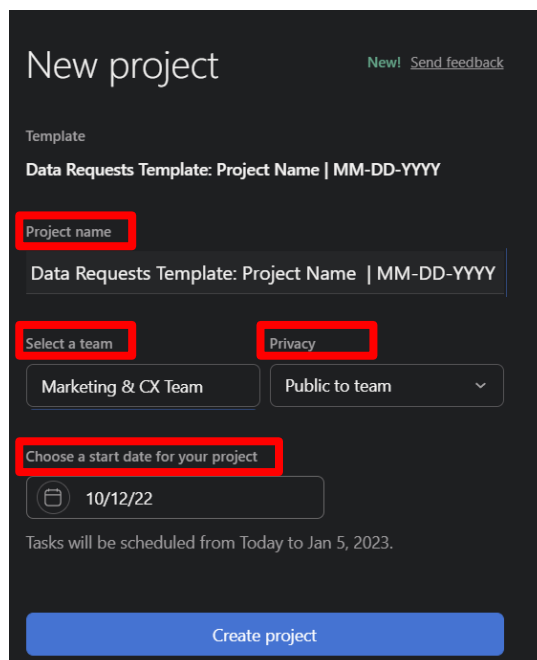 New project
New! Send feedback
Template
Data Requests Template: Project Name | MM-DD-YYYY
Project name
Data Requests Template: Project Name | MM-DD-YYYY
Select a team
Privacy
Marketing & CX Team
Public to team
Choose a start date for your project
10/12/22
Tasks will be scheduled from Today to Jan 5, 2023.
Create project